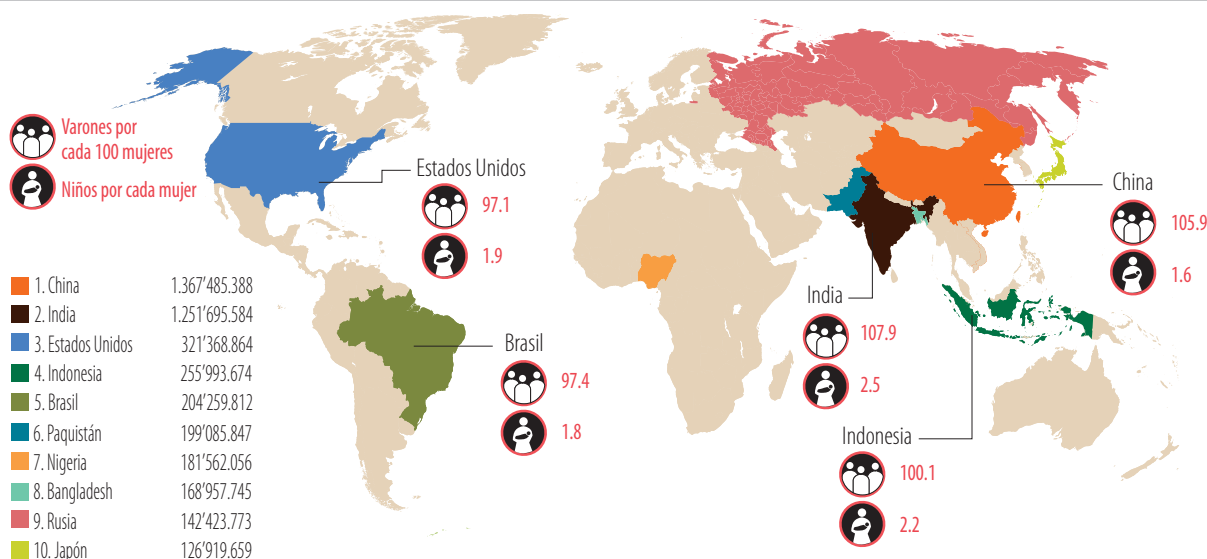 Varones por
cada 100 mujeres
Niños por cada mujer
Estados Unidos
97.1
1.9
China
105.9
1.6
India
107.9
2.5
Brasil
97.4
1.8
Indonesia
100.1
2.2
1. China 1.367'485.388
2. India 1.251'695.584
3. Estados Unidos 321'368.864
4. Indonesia 255'993.674
5. Brasil 204'259.812
6. Paquistán 199'085.847
7. Nigeria 181'562.056
8. Bangladesh 168'957.745
9. Rusia 142'423.773
10. Japón 126'919.659